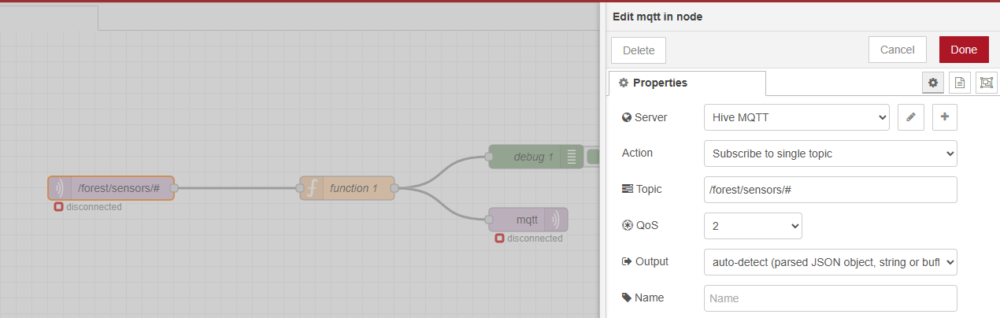 Edit mqtt in node
Delete
Cancel
Done
Properties
Server
Hive MQTT
Action
Subscribe to single topic
Topic
/forest/sensors/#
QoS
2
Output
auto-detect (parsed JSON object, string or buff
Name
Name
/forest/sensors/#
disconnected
function 1
debug 1
mqtt
disconnected